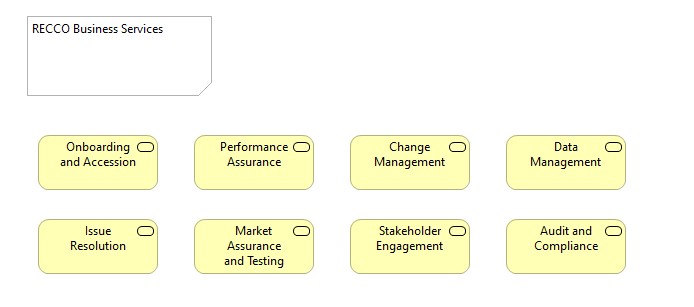 RECCO Business Services
Onboarding
and Accession
Performance
Assurance
Change
Management
Data
Management
Issue
Resolution
Market
Assurance
and Testing
Stakeholder
Engagement
Audit and
Compliance